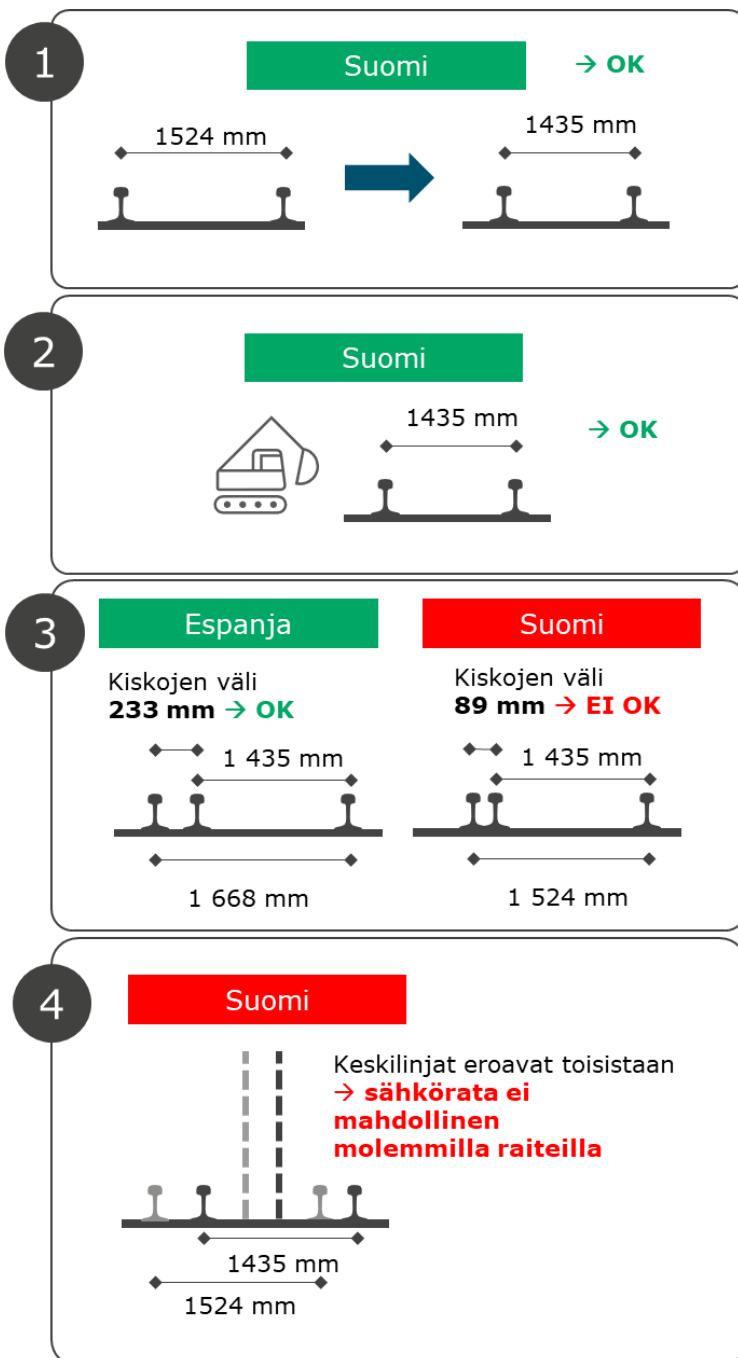 1
Suomi
→ OK
1524 mm
1435 mm
2
Suomi
1435 mm
→ OK
3
Espanja
Suomi
Kiskojen väli
233 mm → OK
Kiskojen väli
89 mm → EI OK
1 435 mm
1 435 mm
1 668 mm
1 524 mm
4
Suomi
Keskilinjat eroavat toisistaan
→ sähkörata ei
mahdollinen
molemmilla raiteilla
1435 mm
1524 mm